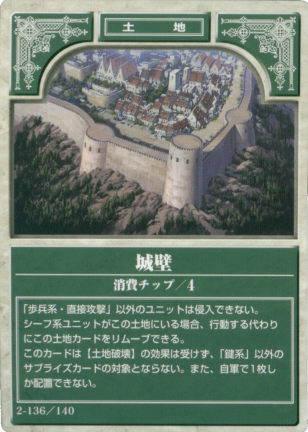 土地
城壁
消費チップ／4
「歩兵系・直接攻撃」以外のユニットは侵入できない。
シーフ系ユニットがこの土地にいる場合、行動する代わり
にこの土地カードをリムーブできる。
このカードは【土地破壊】の効果は受けず、「鍵系」以外の
サプライズカードの対象とならない。また、自軍で1枚し
か配置できない。
2-136／140